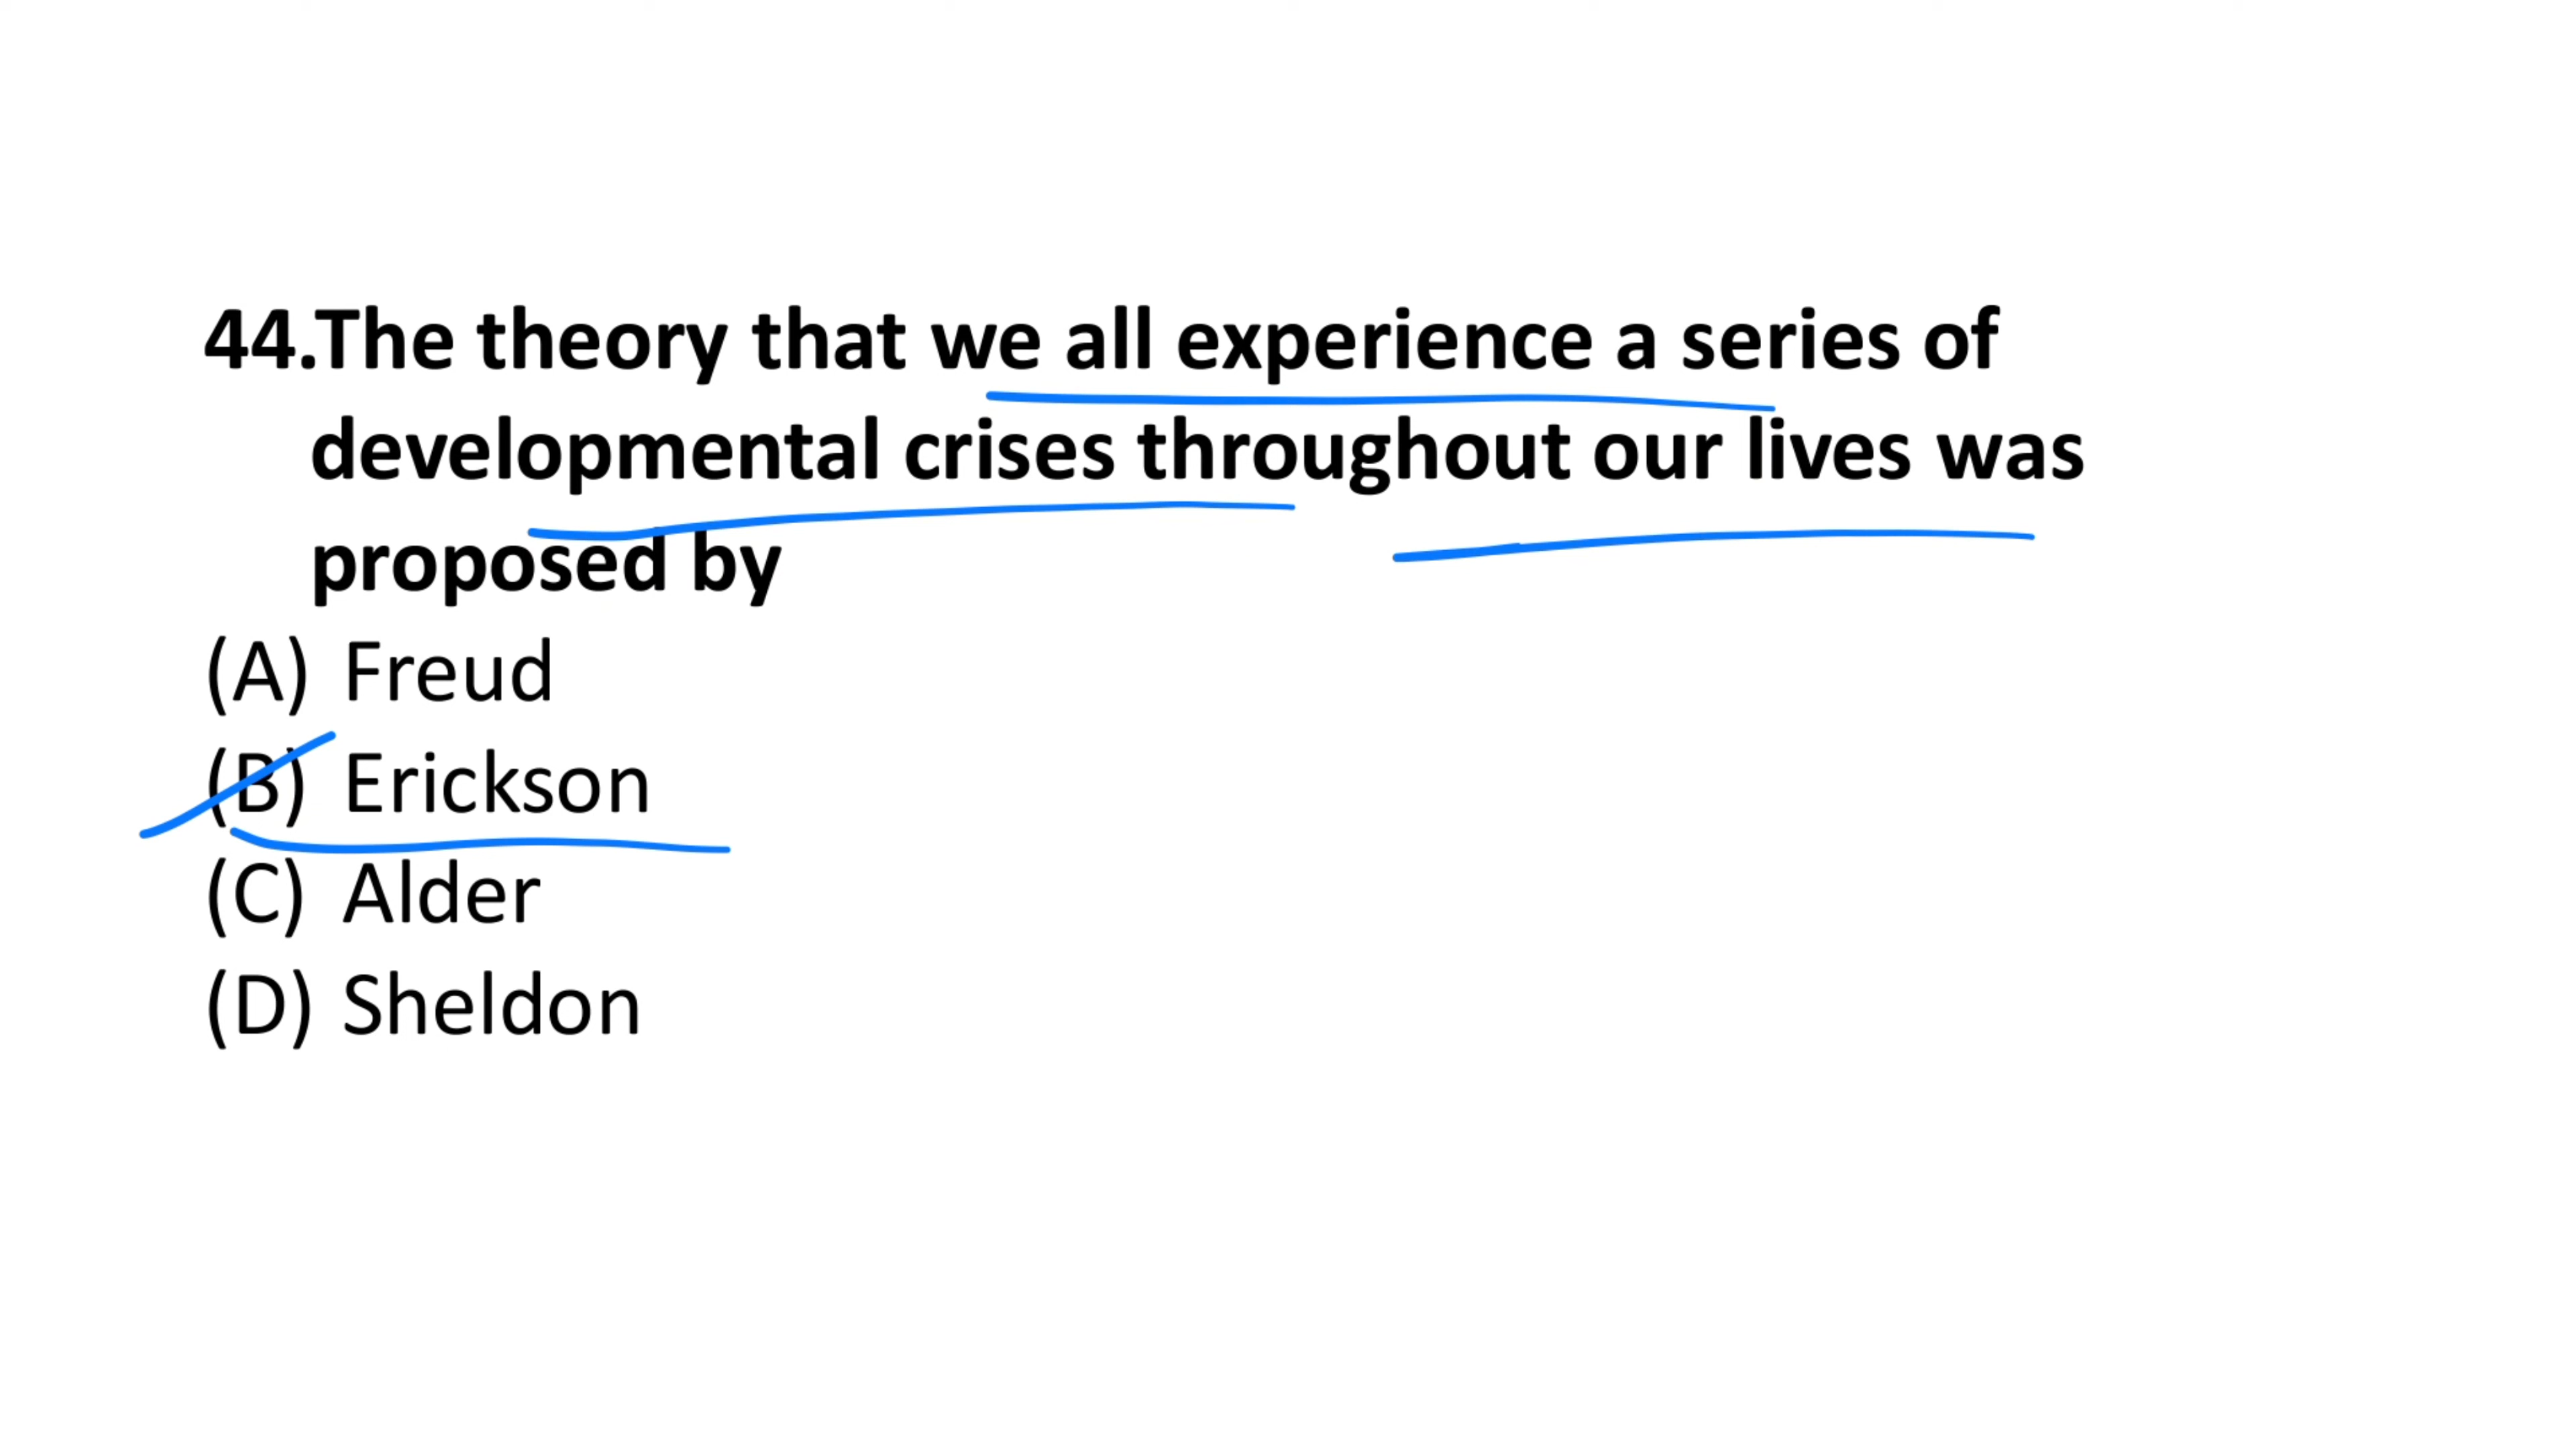 44.The theory that we all experience a series of
developmental crises throughout our lives was
proposed by
(A) Freud
(B) Erickson
(C) Alder
(D) Sheldon